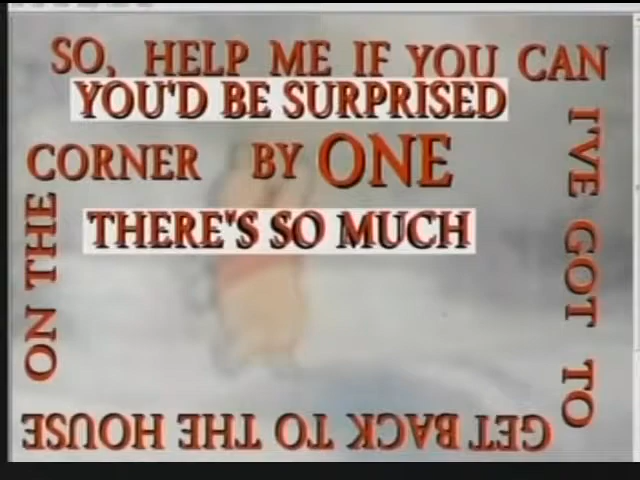 SO, HELP ME IF YOU CAN
I'VE GOT TO
GET BACK TO THE HOUSE
ON THE
CORNER BY ONE
YOU'D BE SURPRISED
THERE'S SO MUCH